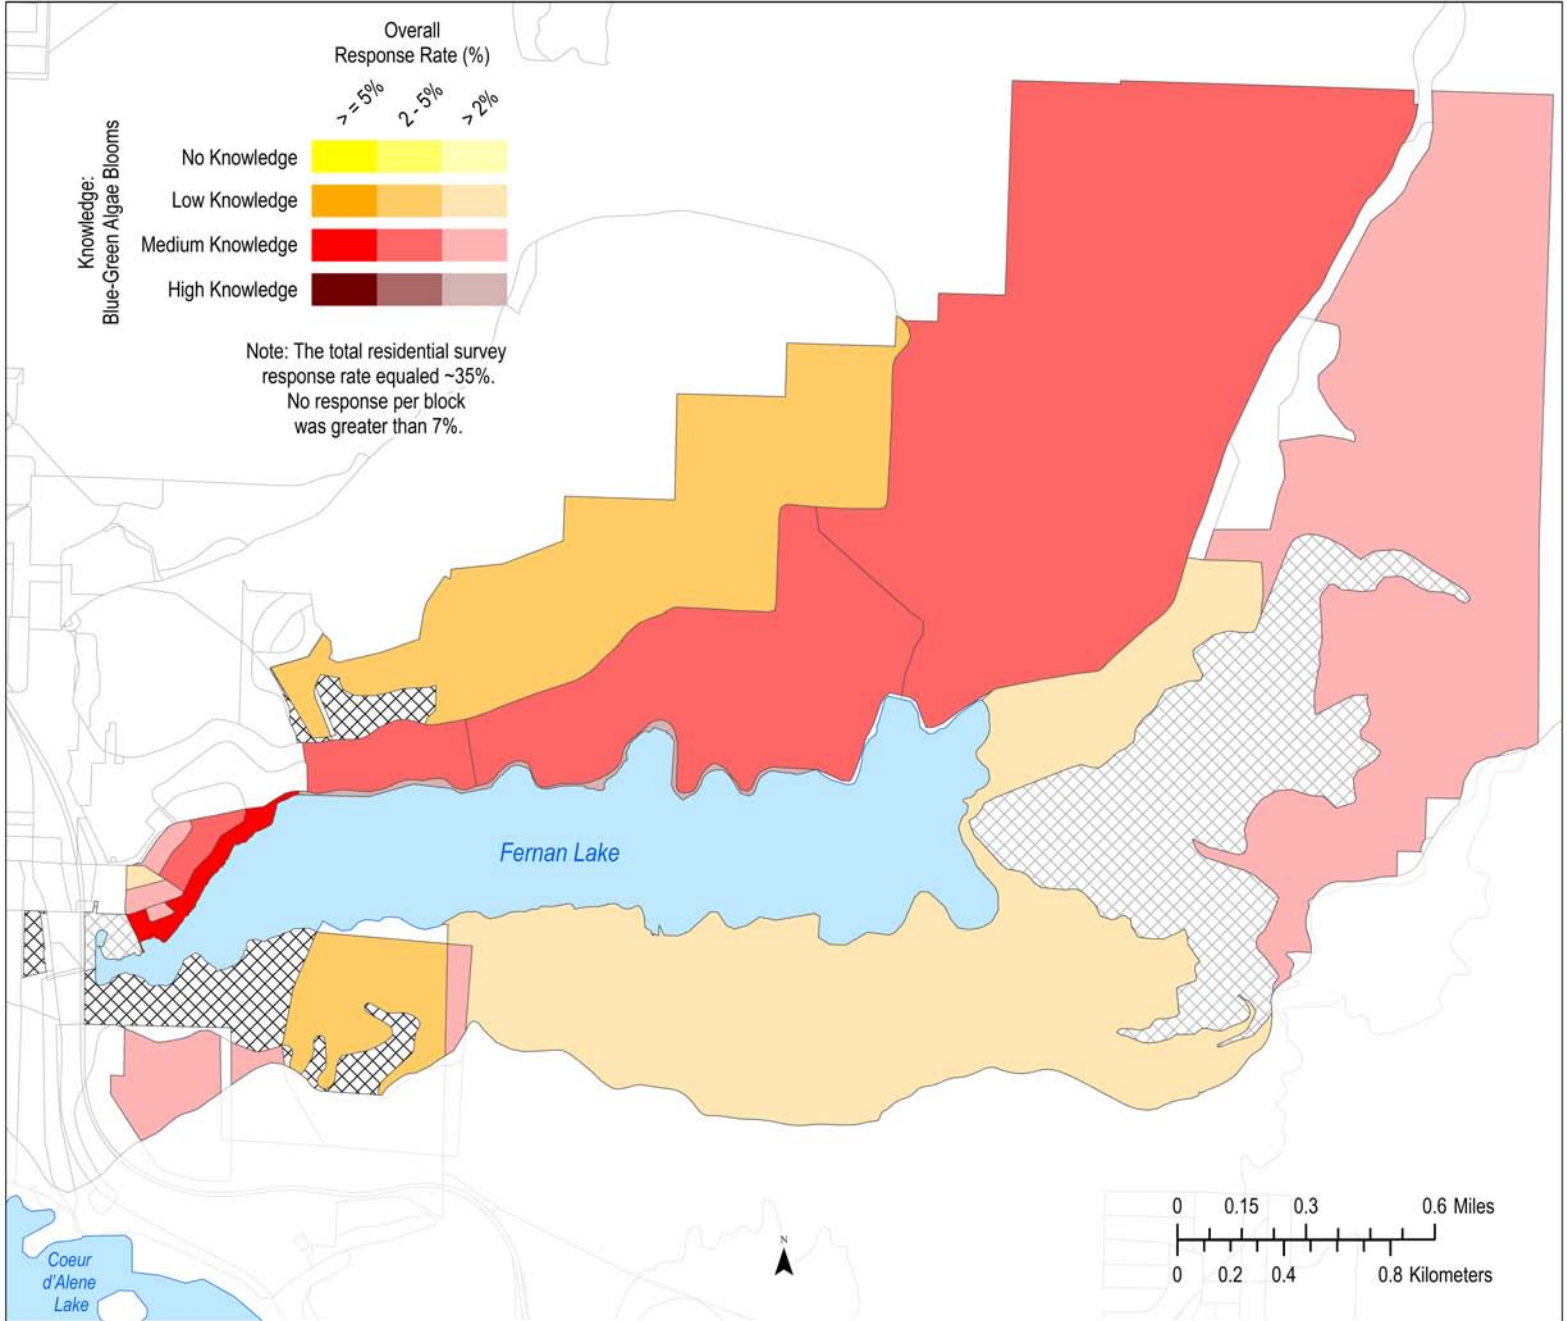 Overall
Response Rate (%)
> = 5%
2 - 5%
> 2%
Knowledge:
Blue-Green Algae Blooms
No Knowledge
Low Knowledge
Medium Knowledge
High Knowledge
Note: The total residential survey
response rate equaled ~35%.
No response per block
was greater than 7%.
Fernan Lake
Coeur
d'Alene
Lake
N
0 0.15 0.3 0.6 Miles
0 0.2 0.4 0.8 Kilometers